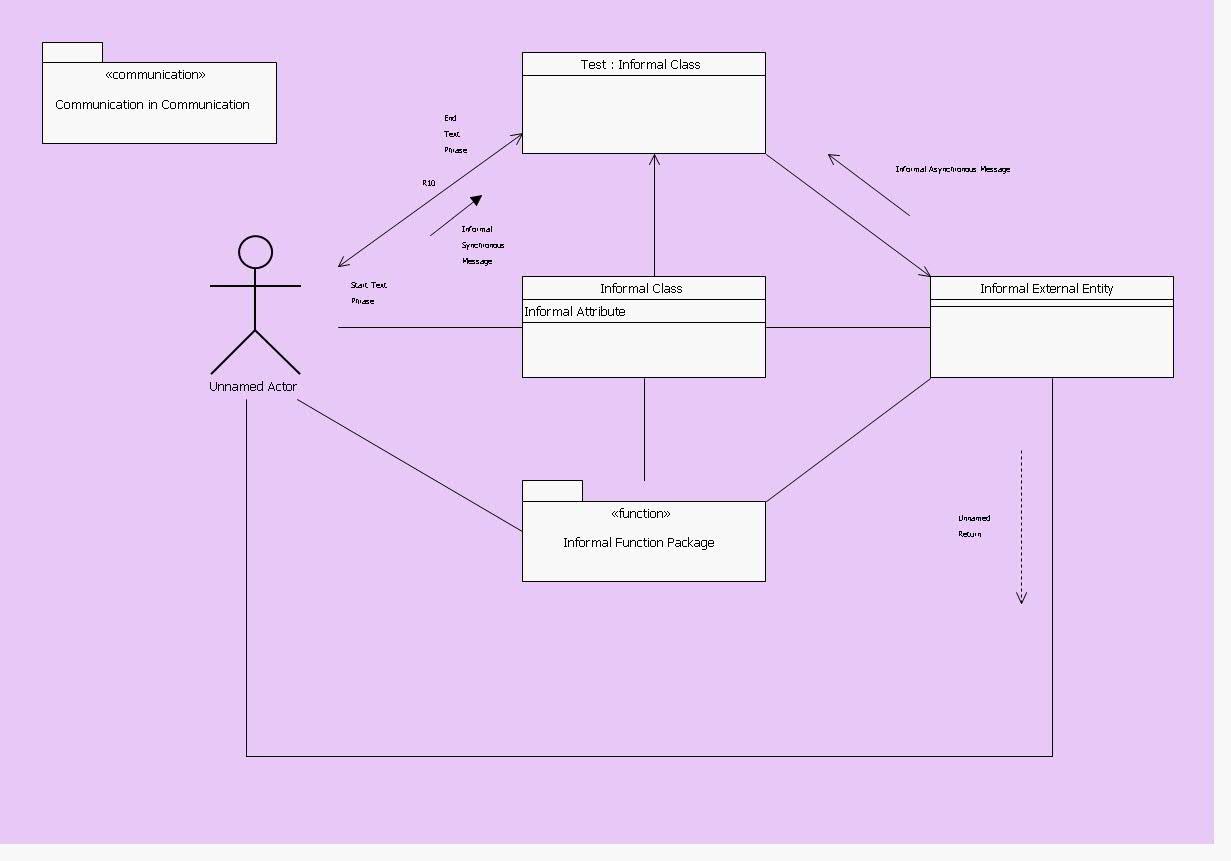 «communication»
Communication in Communication
Test : Informal Class
End
Text
Phrase
R10
Informal Asynchronous Message
Informal
Synchronous
Message
Start Text
Phrase
Informal Class
Informal Attribute
Informal External Entity
Unnamed Actor
«function»
Informal Function Package
Unnamed
Return